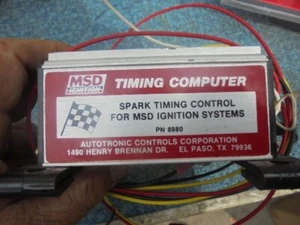 MSD
IGNITION
TIMING COMPUTER
SPARK TIMING CONTROL
FOR MSD IGNITION SYSTEMS
PN 8980
AUTOTRONIC CONTROLS CORPORATION
1490 HENRY BRENNAN DR. EL PASO, TX 79936